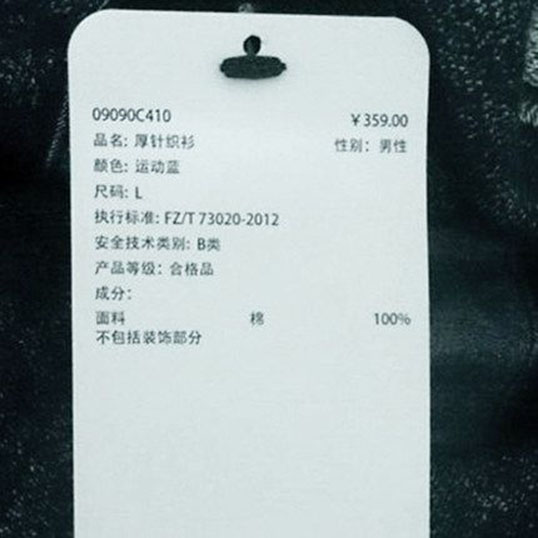 09090C410 ￥359.00
品名: 厚针织衫 性别: 男性
颜色: 运动蓝
尺码: L
执行标准: FZ/T 73020-2012
安全技术类别: B类
产品等级: 合格品
成分:
面料 棉 100%
不包括装饰部分